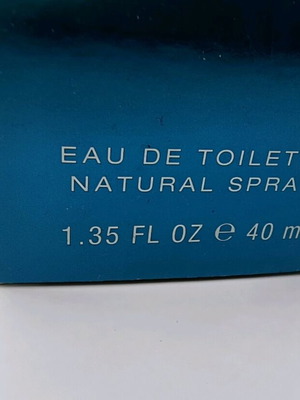 EAU DE TOILET
NATURAL SPRA
1.35 FL OZ ℮ 40 m